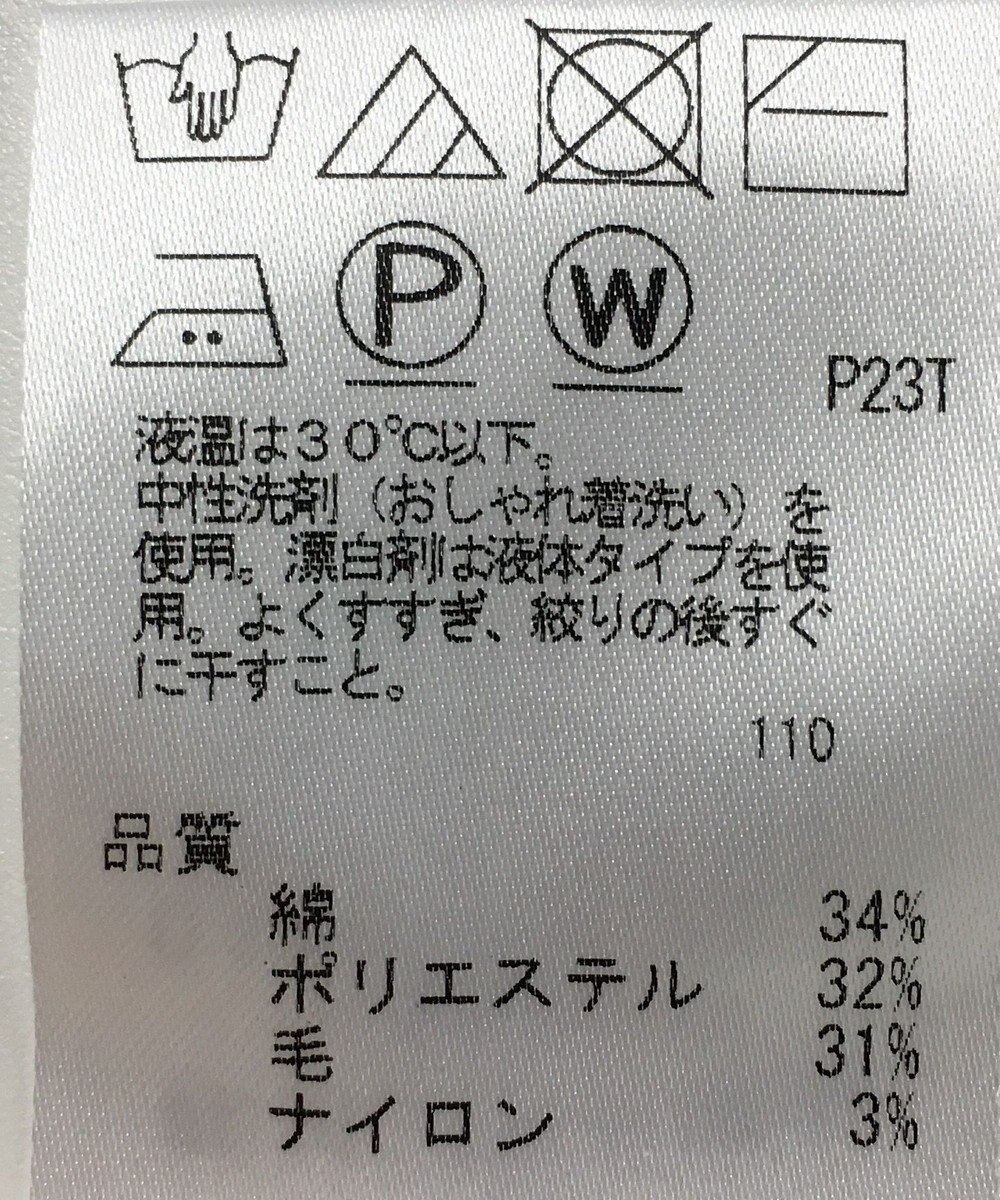 P W
P23T
液温は30℃以下。
中性洗剤（おしゃれ着洗い）を
使用。漂白剤は液体タイプを使
用。よくすすぎ、絞りの後すぐ
に干すこと。
110
品質
綿 34%
ポリエステル 32%
毛 31%
ナイロン 3%